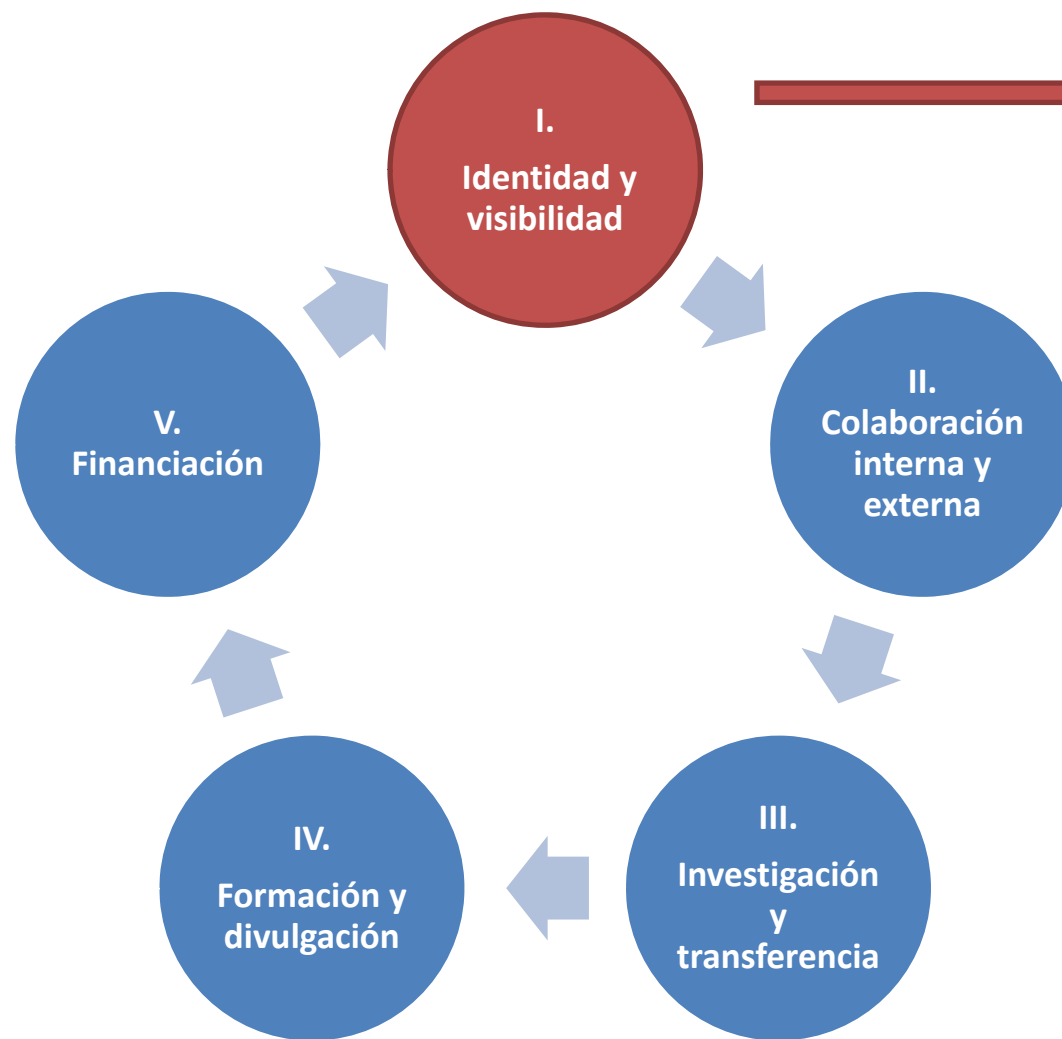 I.
Identidad y
visibilidad
II.
Colaboración
interna y
externa
III.
Investigación
y
transferencia
IV.
Formación y
divulgación
V.
Financiación